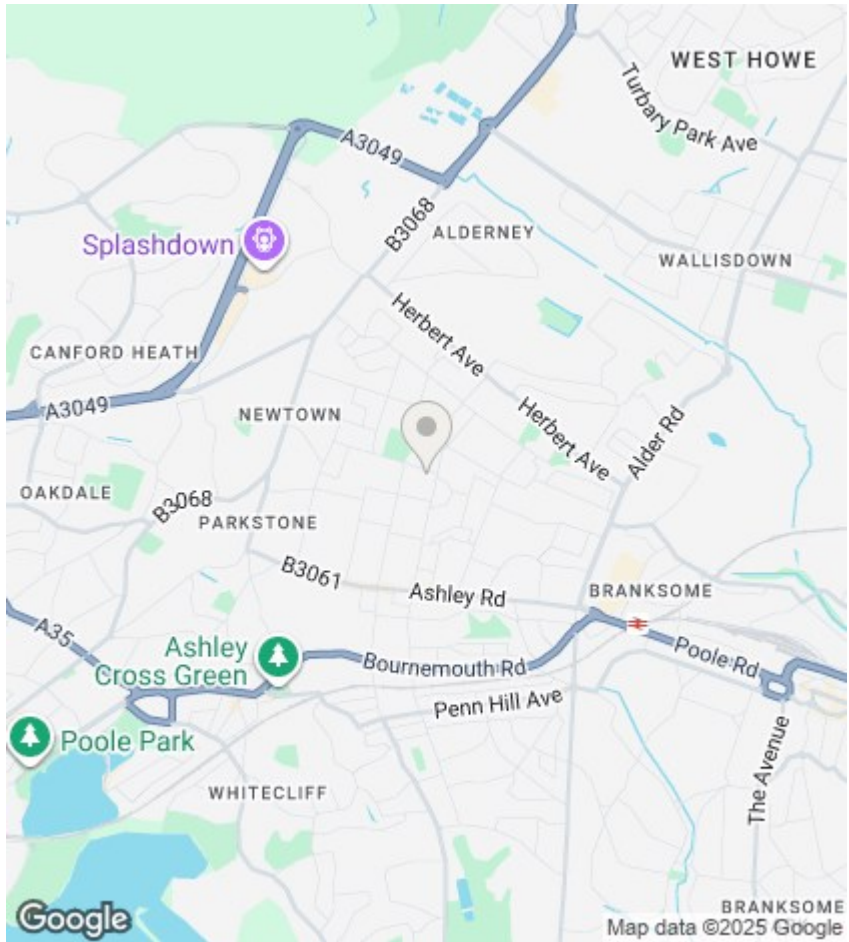 WEST HOWE
Turbary Park Ave
A3049
B3068
ALDERNEY
Splashdown
WALLISDOWN
Herbert Ave
CANFORD HEATH
A3049
NEWTOWN
Herbert Ave
Alder Rd
OAKDALE
B3068
PARKSTONE
B3061
Ashley Rd
BRANKSOME
A35
Ashley
Cross Green
Bournemouth Rd
Poole Rd
Penn Hill Ave
Poole Park
The Avenue
WHITECLIFF
BRANKSOME
Google
Map data ©2025 Google